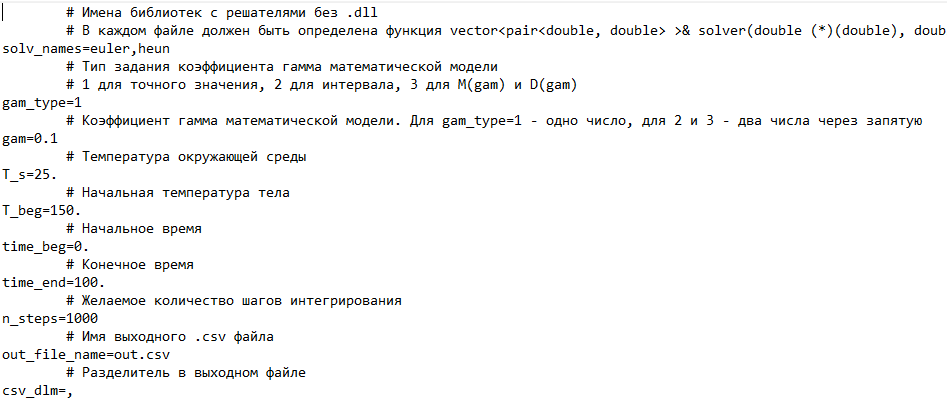 # Имена библиотек с решателями без .dll
# В каждом файле должен быть определена функция vector<pair<double, double> >& solver(double (*)(double), doub
solv_names=euler,heun
# Тип задания коэффициента гамма математической модели
# 1 для точного значения, 2 для интервала, 3 для M(gam) и D(gam)
gam_type=1
# Коэффициент гамма математической модели. Для gam_type=1 - одно число, для 2 и 3 - два числа через запятую
gam=0.1
# Температура окружающей среды
T_s=25.
# Начальная температура тела
T_beg=150.
# Начальное время
time_beg=0.
# Конечное время
time_end=100.
# Желаемое количество шагов интегрирования
n_steps=1000
# Имя выходного .csv файла
out_file_name=out.csv
# Разделитель в выходном файле
csv_dlm=,